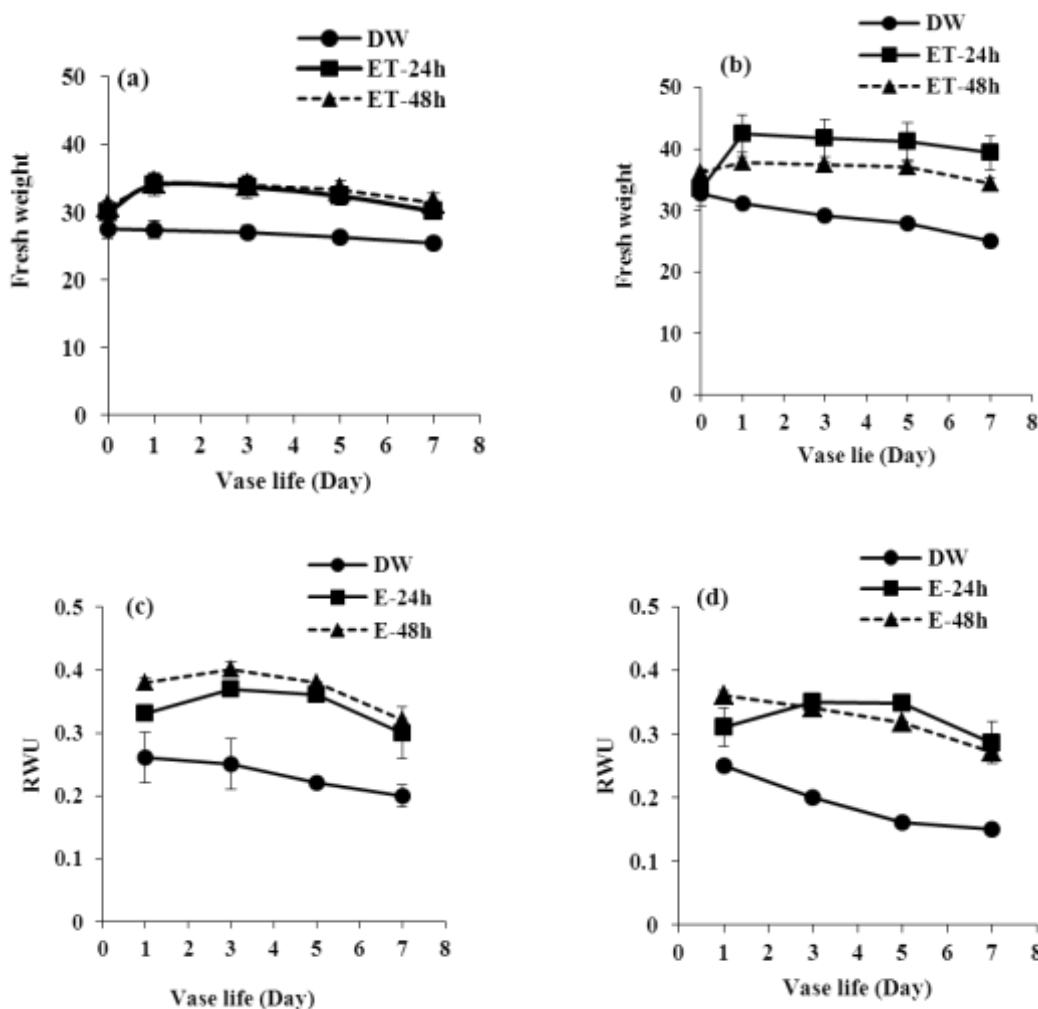 DW
ET-24h
ET-48h
(a)
50
40
30
20
10
0
Fresh weight
0 1 2 3 4 5 6 7 8
Vase life (Day)
DW
ET-24h
ET-48h
(b)
50
40
30
20
10
0
Fresh weight
0 1 2 3 4 5 6 7 8
Vase lie (Day)
DW
E-24h
E-48h
(c)
0.5
0.4
0.3
0.2
0.1
0
RWU
0 1 2 3 4 5 6 7 8
Vase life (Day)
DW
E-24h
E-48h
(d)
0.5
0.4
0.3
0.2
0.1
0
RWU
0 1 2 3 4 5 6 7 8
Vase life (Day)